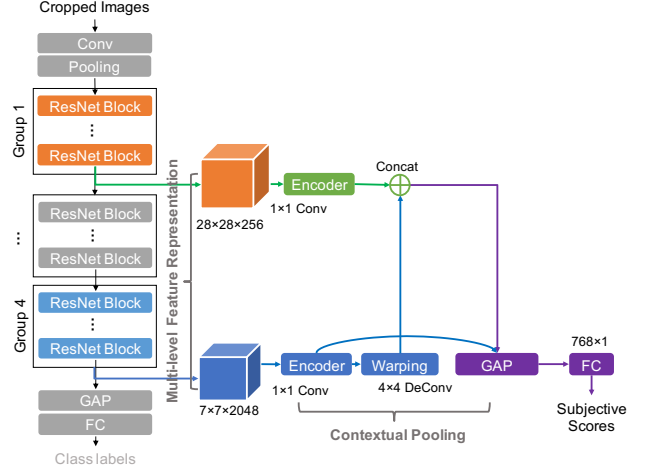 Cropped Images
Conv
Pooling
Group 1
ResNet Block
...
ResNet Block
...
ResNet Block
...
ResNet Block
Group 4
ResNet Block
...
ResNet Block
GAP
FC
Class labels
Multi-level Feature Representation
28×28×256
Encoder
1×1 Conv
Concat
7×7×2048
Encoder
1×1 Conv
Warping
4×4 DeConv
GAP
768×1
FC
Subjective
Scores
Contextual Pooling